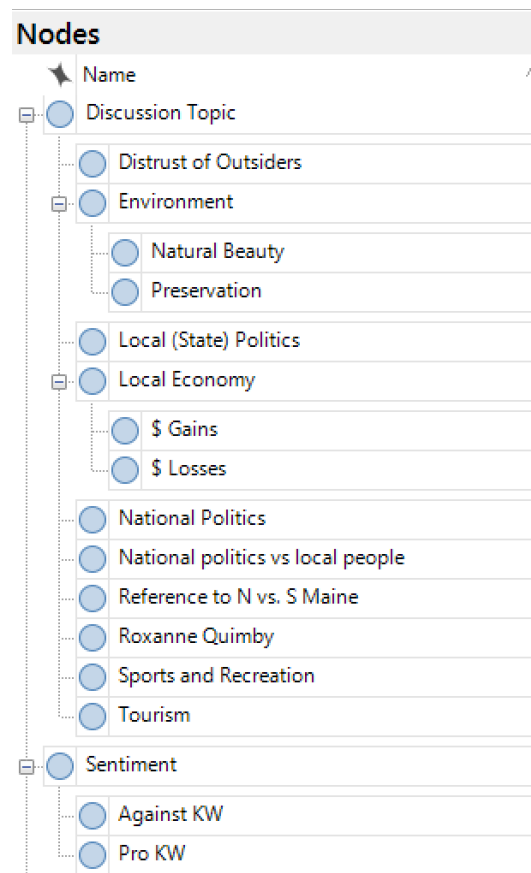 Nodes
Name
Discussion Topic
Distrust of Outsiders
Environment
Natural Beauty
Preservation
Local (State) Politics
Local Economy
$ Gains
$ Losses
National Politics
National politics vs local people
Reference to N vs. S Maine
Roxanne Quimby
Sports and Recreation
Tourism
Sentiment
Against KW
Pro KW